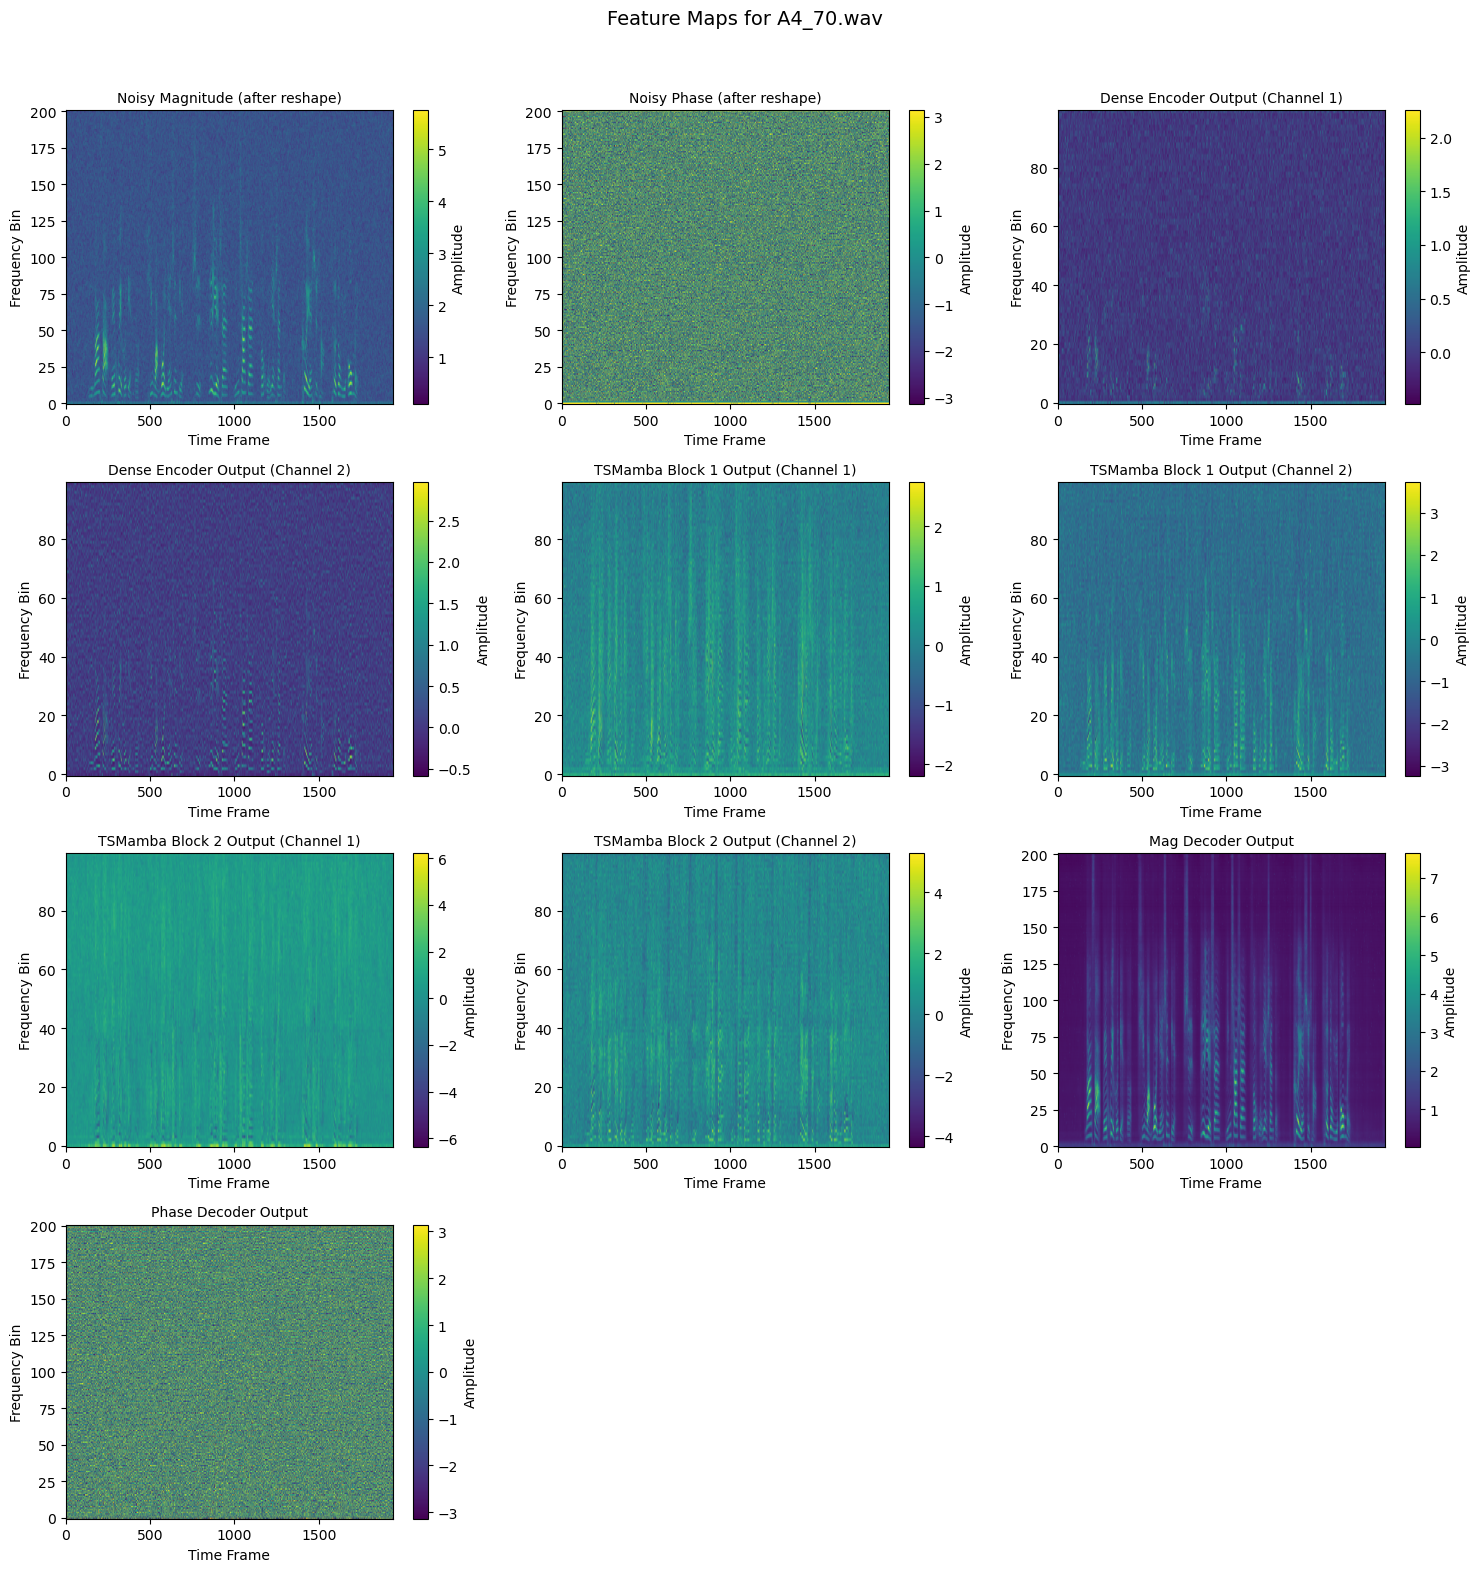 Feature Maps for A4_70.wav
Noisy Magnitude (after reshape)
200
175
150
125
100
75
50
25
0
Frequency Bin
0 500 1000 1500
Time Frame
5
4
3
2
1
Amplitude
Noisy Phase (after reshape)
200
175
150
125
100
75
50
25
0
Frequency Bin
0 500 1000 1500
Time Frame
3
2
1
0
−1
−2
−3
Amplitude
Dense Encoder Output (Channel 1)
80
60
40
20
0
Frequency Bin
0 500 1000 1500
Time Frame
2.0
1.5
1.0
0.5
0.0
Amplitude
Dense Encoder Output (Channel 2)
80
60
40
20
0
Frequency Bin
0 500 1000 1500
Time Frame
2.5
2.0
1.5
1.0
0.5
0.0
−0.5
Amplitude
TSMamba Block 1 Output (Channel 1)
80
60
40
20
0
Frequency Bin
0 500 1000 1500
Time Frame
2
1
0
−1
−2
Amplitude
TSMamba Block 1 Output (Channel 2)
80
60
40
20
0
Frequency Bin
0 500 1000 1500
Time Frame
3
2
1
0
−1
−2
−3
Amplitude
TSMamba Block 2 Output (Channel 1)
80
60
40
20
0
Frequency Bin
0 500 1000 1500
Time Frame
6
4
2
0
−2
−4
−6
Amplitude
TSMamba Block 2 Output (Channel 2)
80
60
40
20
0
Frequency Bin
0 500 1000 1500
Time Frame
4
2
0
−2
−4
Amplitude
Mag Decoder Output
200
175
150
125
100
75
50
25
0
Frequency Bin
0 500 1000 1500
Time Frame
7
6
5
4
3
2
1
Amplitude
Phase Decoder Output
200
175
150
125
100
75
50
25
0
Frequency Bin
0 500 1000 1500
Time Frame
3
2
1
0
−1
−2
−3
Amplitude